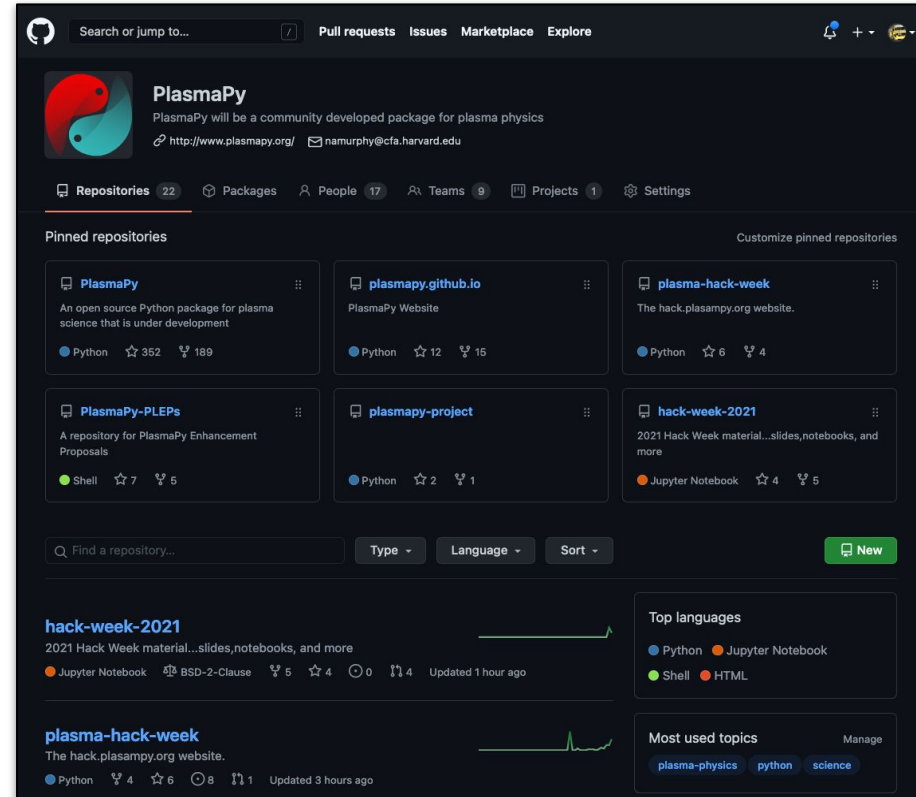 Search or jump to... / Pull requests Issues Marketplace Explore
PlasmaPy
PlasmaPy will be a community developed package for plasma physics
http://www.plasmapy.org/ namurphy@cfa.harvard.edu
Repositories 22 Packages People 17 Teams 9 Projects 1 Settings
Pinned repositories Customize pinned repositories
PlasmaPy
An open source Python package for plasma
science that is under development
Python 352 189
plasmapy.github.io
PlasmaPy Website
Python 12 15
plasma-hack-week
The hack.plasampy.org website.
Python 6 4
PlasmaPy-PLEPs
A repository for PlasmaPy Enhancement
Proposals
Shell 7 5
plasmapy-project
Python 2 1
hack-week-2021
2021 Hack Week material...slides,notebooks, and
more
Jupyter Notebook 4 5
Find a repository... Type Language Sort New
hack-week-2021
2021 Hack Week material...slides,notebooks, and more
Jupyter Notebook BSD-2-Clause 5 4 0 4 Updated 1 hour ago
plasma-hack-week
The hack.plasampy.org website.
Python 4 6 8 1 Updated 3 hours ago
Top languages
Python Jupyter Notebook
Shell HTML
Most used topics Manage
plasma-physics python science